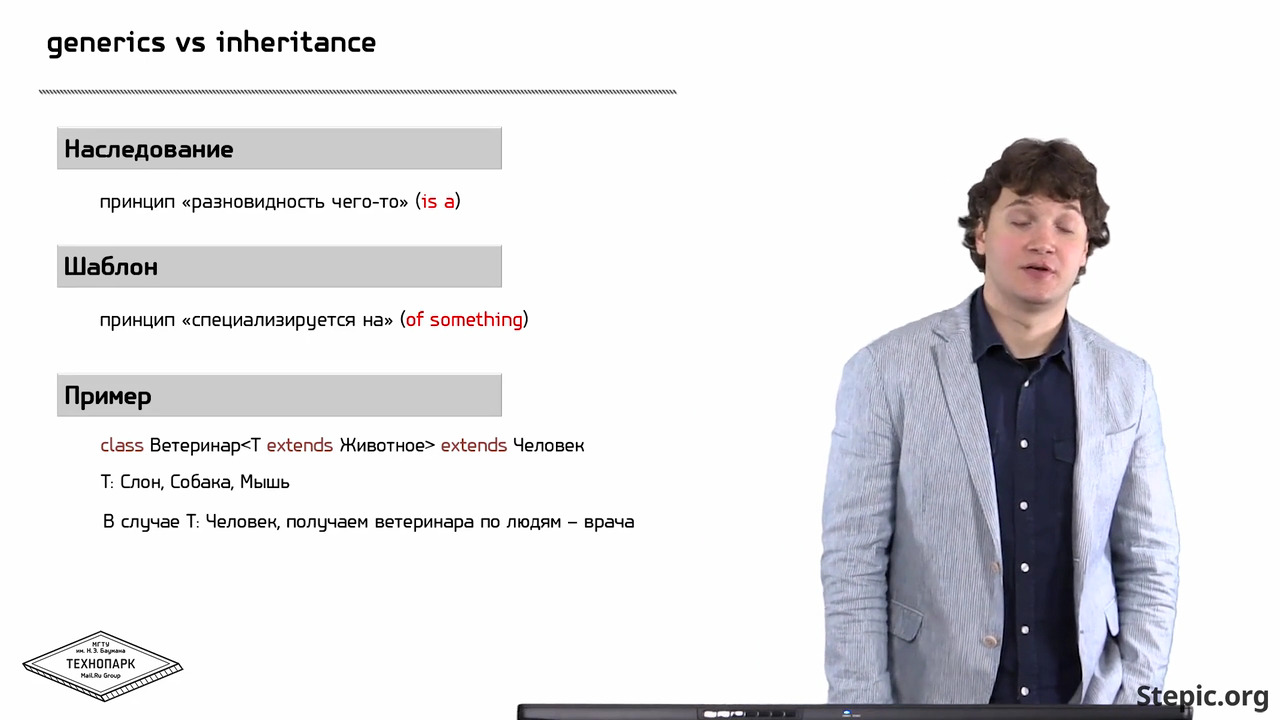 generics vs inheritance
Наследование
принцип «разновидность чего-то» (is a)
Шаблон
принцип «специализируется на» (of something)
Пример
class Ветеринар<T extends Животное> extends Человек
T: Слон, Собака, Мышь
В случае T: Человек, получаем ветеринара по людям – врача
МГТУ
им. Н.Э. Баумана
ТЕХНОПАРК
Mail.Ru Group
Stepic.org